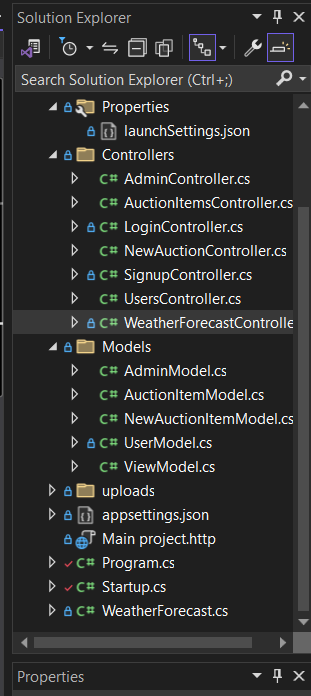 Solution Explorer
Search Solution Explorer (Ctrl+;)
Properties
launchSettings.json
Controllers
C# AdminController.cs
C# AuctionItemsController.cs
C# LoginController.cs
C# NewAuctionController.cs
C# SignupController.cs
C# UsersController.cs
C# WeatherForecastControlle
Models
C# AdminModel.cs
C# AuctionItemModel.cs
C# NewAuctionItemModel.cs
C# UserModel.cs
C# ViewModel.cs
uploads
appsettings.json
Main project.http
C# Program.cs
C# Startup.cs
C# WeatherForecast.cs
Properties